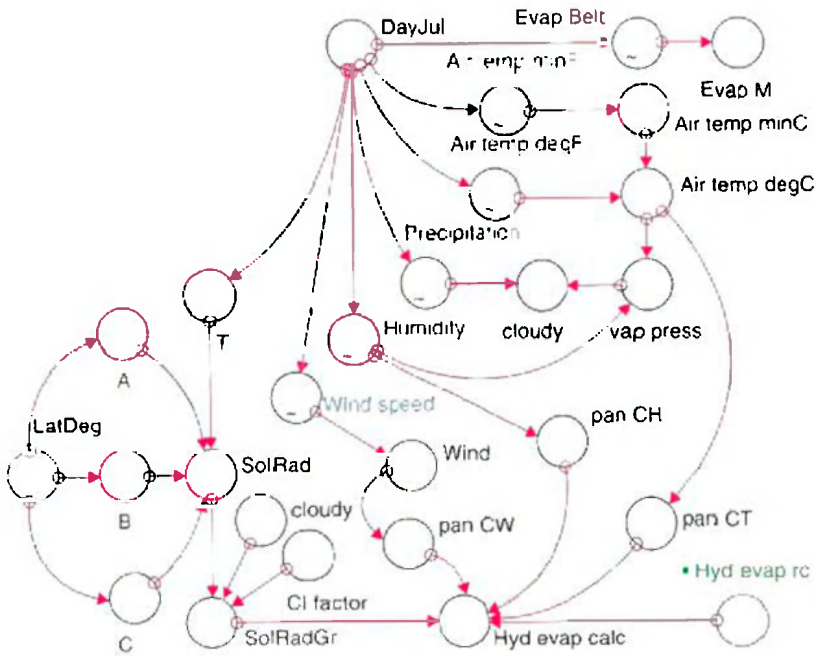 DayJul
Evap Belt
Evap M
Air temp minC
Air temp degF
Air temp degC
Precipitation
Humidity
cloudy
vap press
T
A
Wind speed
pan CH
LatDeg
SolRad
Wind
B
cloudy
pan CW
pan CT
• Hyd evap rc
Cl factor
C
SolRadGr
Hyd evap calc